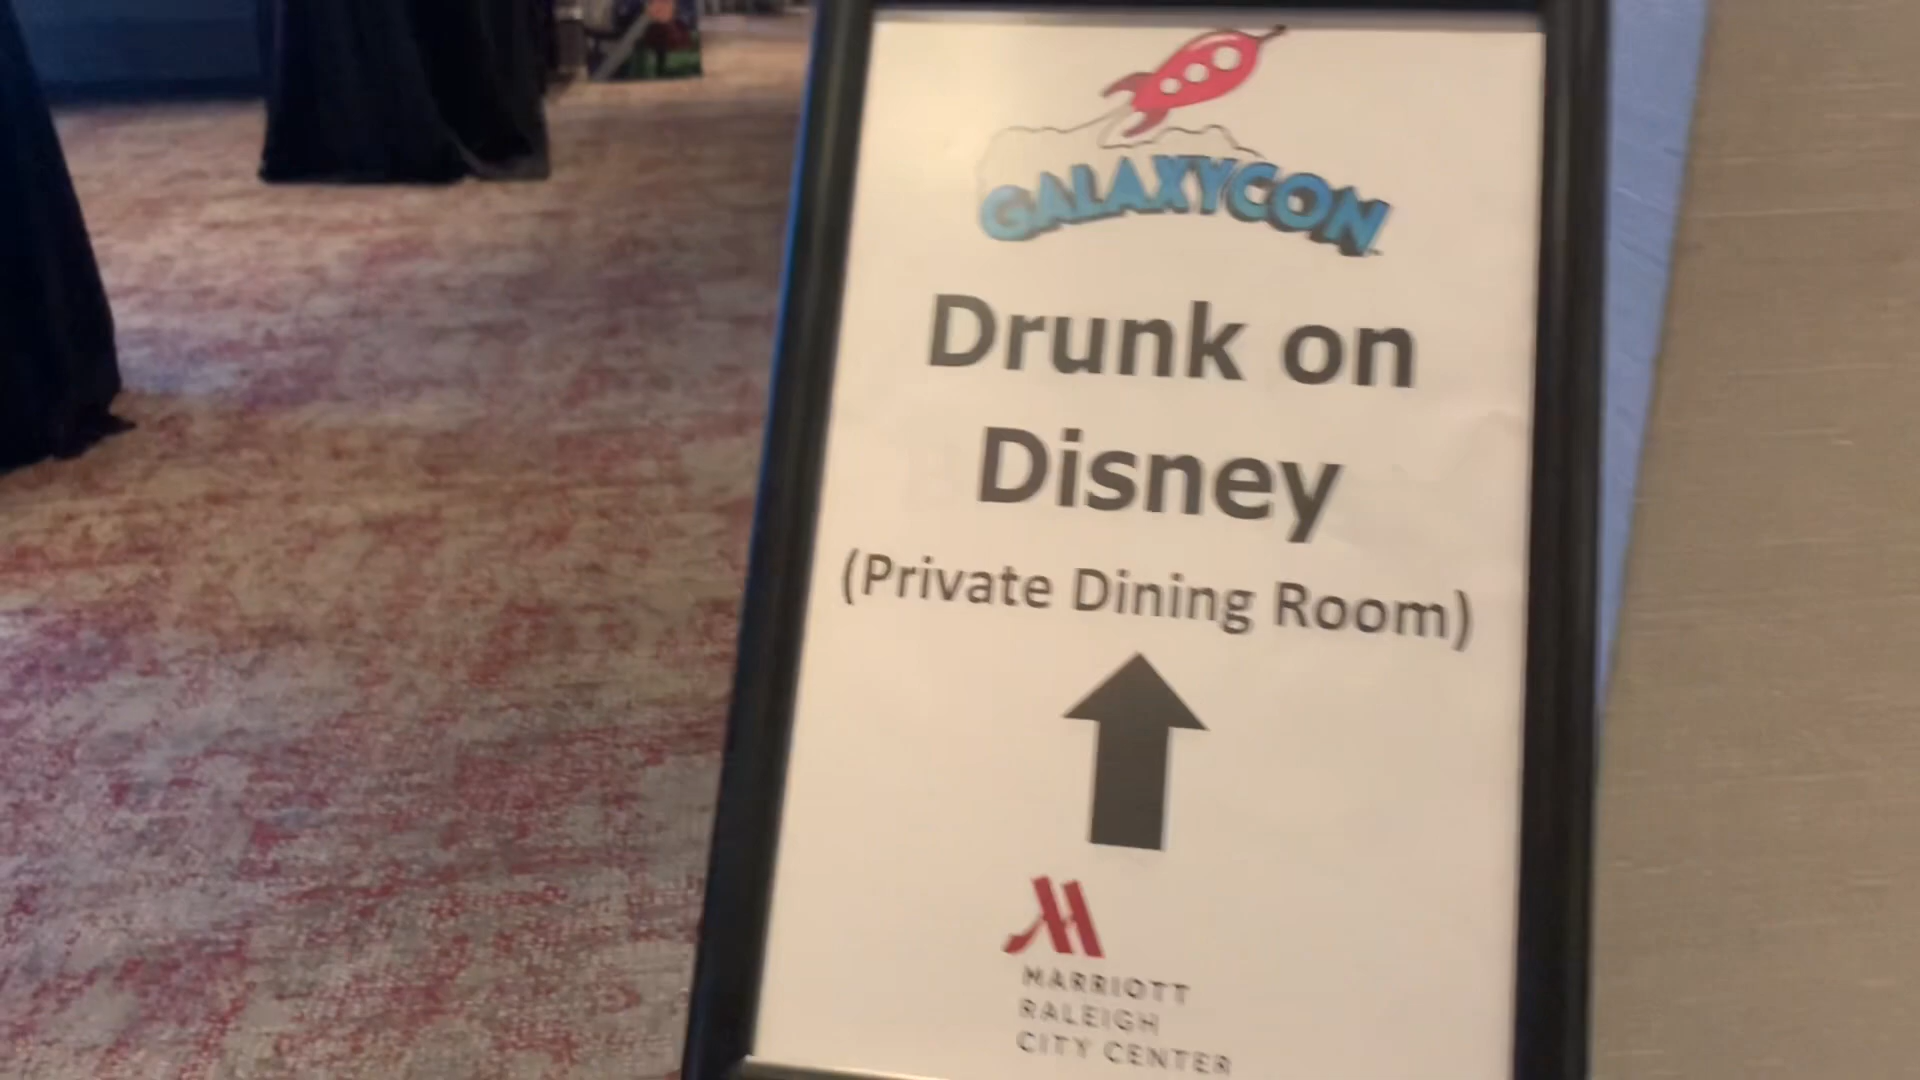 GALAXYCON
Drunk on
Disney
(Private Dining Room)
MARRIOTT
RALEIGH
CITY CENTER